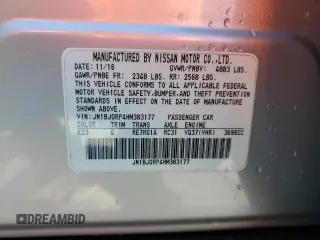 MANUFACTURED BY NISSAN MOTOR CO.,LTD.
DATE: 11/16 GVWR/PNBV: 4883 LBS.
GAWR/PNBE FR: 2348 LBS. RR: 2568 LBS.
THIS VEHICLE CONFORMS TO ALL APPLICABLE FEDERAL
MOTOR VEHICLE SAFETY,BUMPER,AND THEFT
PREVENTION STANDARDS IN EFFECT ON THE DATE OF MANUFACTURE
SHOWN ABOVE.
VIN: JN1BJ0RP4HM383177 PASSENGER CAR
COLOR TRIM TRANS AXLE ENGINE
K23 G RE7R01A RC31 VQ37(VHR) 3696CC
JN1BJ0RP4HM383177
DREAMBID